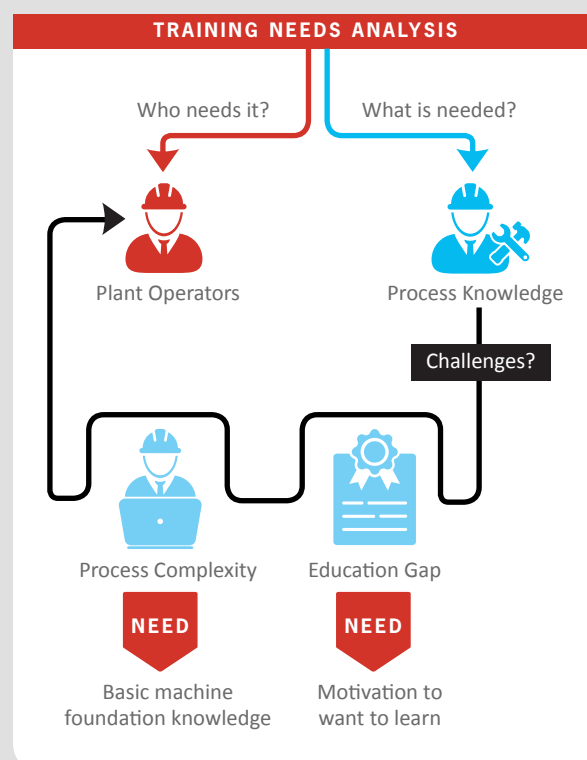 TRAINING NEEDS ANALYSIS
Who needs it?
What is needed?
Plant Operators
Process Knowledge
Challenges?
Process Complexity
Education Gap
NEED
NEED
Basic machine
foundation knowledge
Motivation to
want to learn